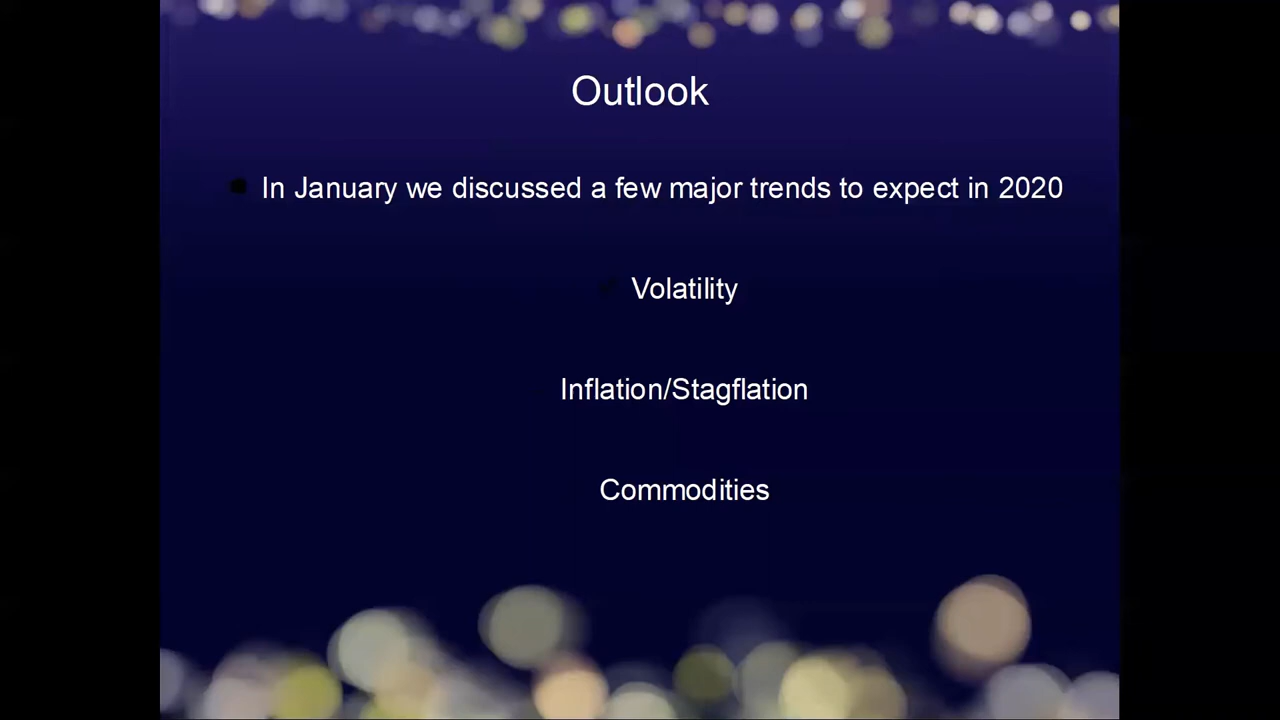 Outlook
In January we discussed a few major trends to expect in 2020
Volatility
Inflation/Stagflation
Commodities